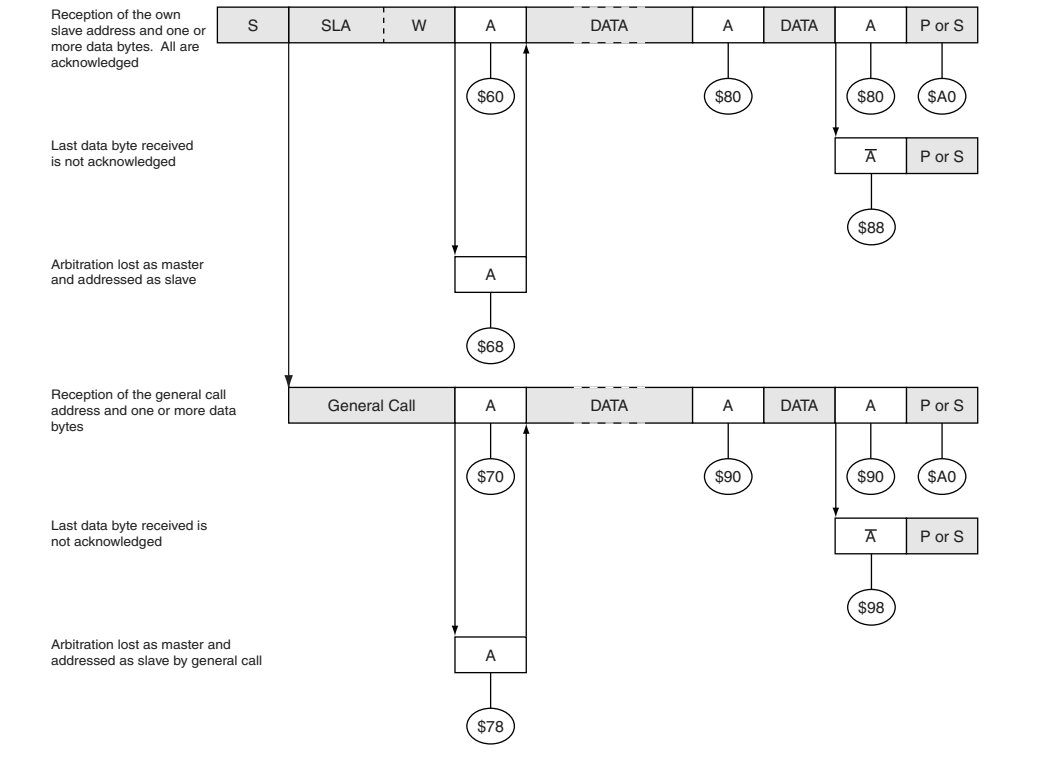 Reception of the own
slave address and one or
more data bytes. All are
acknowledged
S SLA W A DATA A DATA A P or S
$60 $80 $80 $A0
Last data byte received
is not acknowledged
A̅ P or S
$88
Arbitration lost as master
and addressed as slave
A
$68
Reception of the general call
address and one or more data
bytes
General Call A DATA A DATA A P or S
$70 $90 $90 $A0
Last data byte received is
not acknowledged
A̅ P or S
$98
Arbitration lost as master and
addressed as slave by general call
A
$78